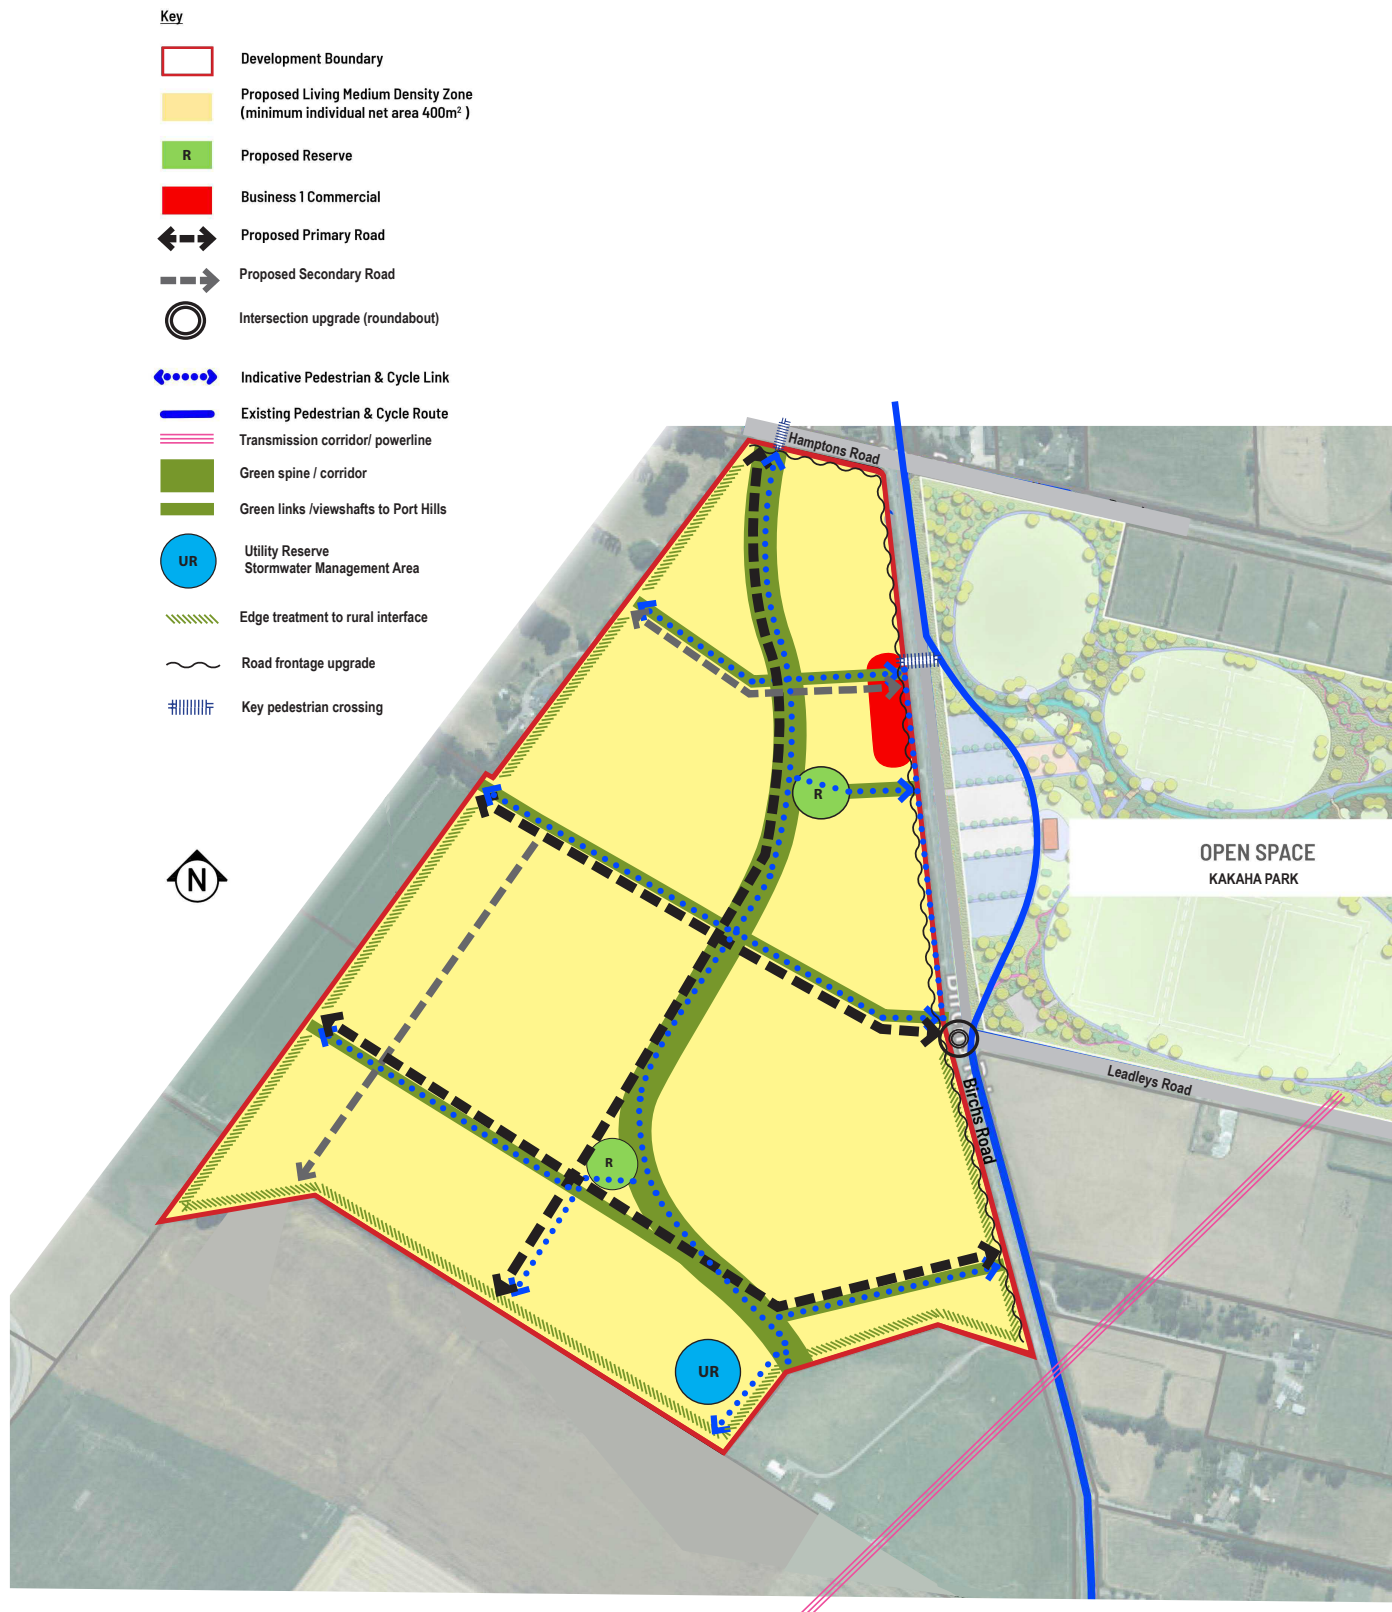 Key
Development Boundary
Proposed Living Medium Density Zone
(minimum individual net area 400m² )
R
Proposed Reserve
Business 1 Commercial
Proposed Primary Road
Proposed Secondary Road
Intersection upgrade (roundabout)
Indicative Pedestrian & Cycle Link
Existing Pedestrian & Cycle Route
Transmission corridor/ powerline
Green spine / corridor
Green links /viewshafts to Port Hills
UR
Utility Reserve
Stormwater Management Area
Edge treatment to rural interface
Road frontage upgrade
Key pedestrian crossing
Hamptons Road
R
N
OPEN SPACE
KAKAHA PARK
Leadleys Road
Birchs Road
R
UR